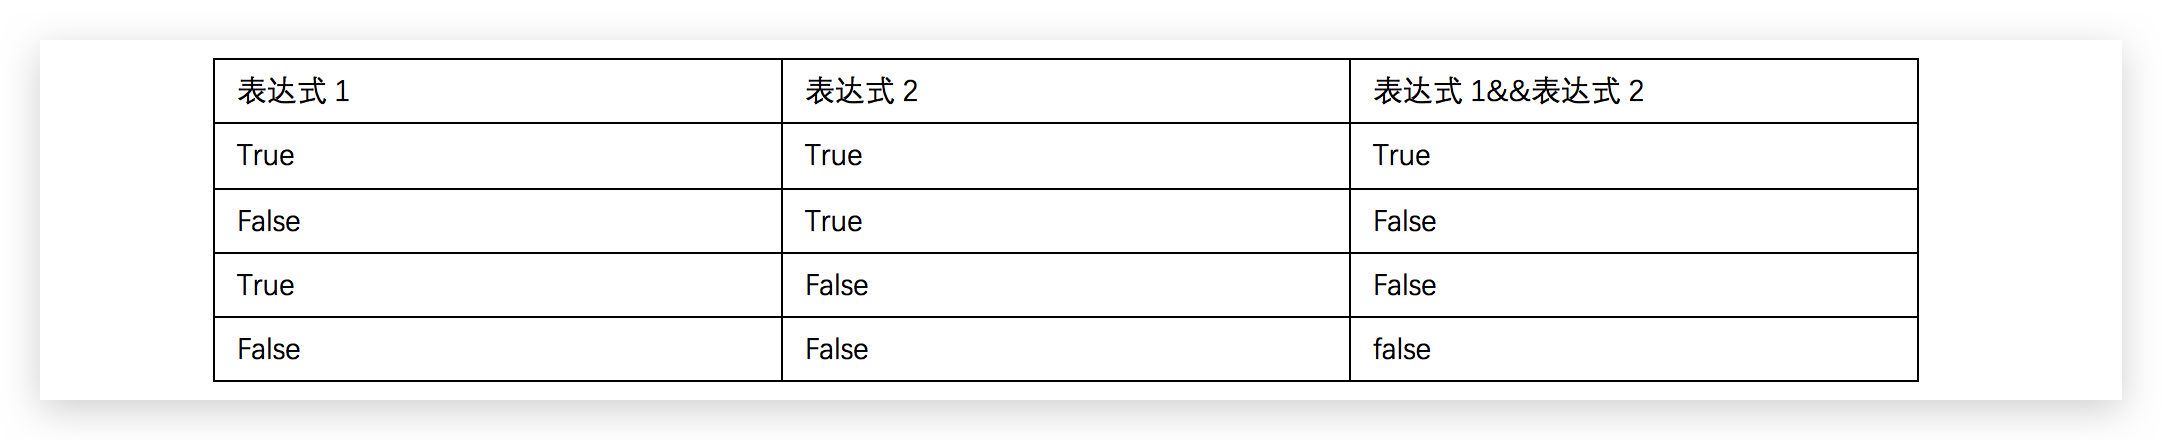 表达式 1 表达式 2 表达式 1&&表达式 2
True True True
False True False
True False False
False False false